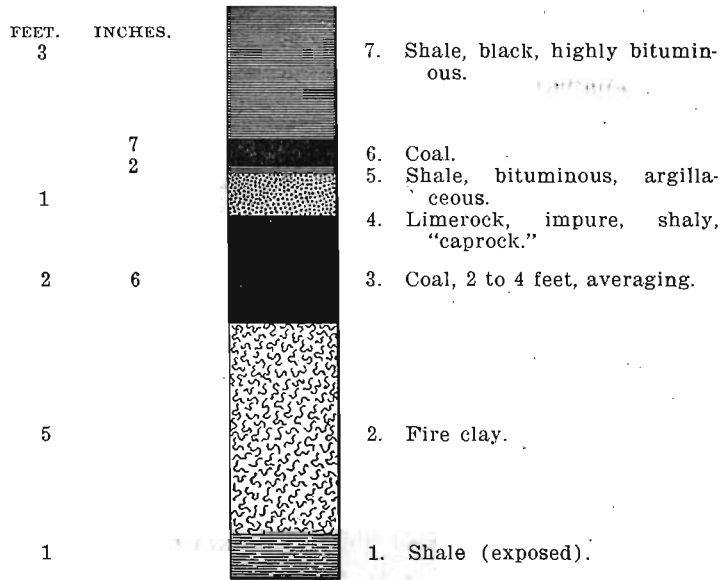 FEET. INCHES.
3 7. Shale, black, highly bitumin-
ous.
7 6. Coal.
2 5. Shale, bituminous, argilla-
ceous.
1 4. Limerock, impure, shaly,
“caprock.”
2 6 3. Coal, 2 to 4 feet, averaging.
5 2. Fire clay.
1 1. Shale (exposed).